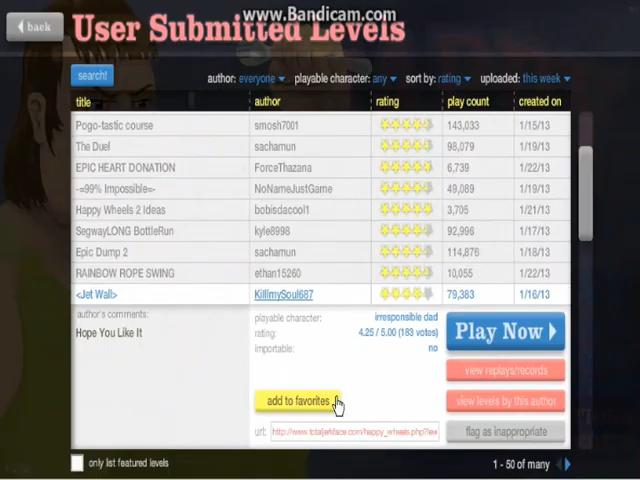 www.Bandicam.com
back
User Submitted Levels
search!
author: everyone playable character: any sort by: rating uploaded: this week
title author rating play count created on
Pogo-tastic course smosh7001 143,033 1/15/13
The Duel sachamun 98,079 1/19/13
EPIC HEART DONATION ForceThazana 6,739 1/22/13
-=99% Impossible=- NoNameJustGame 49,089 1/19/13
Happy Wheels 2 Ideas bobisdacool1 3,705 1/21/13
SegwayLONG BottleRun kyle8998 92,996 1/17/13
Epic Dump 2 sachamun 114,876 1/18/13
RAINBOW ROPE SWING ethan15260 10,055 1/22/13
<Jet Wall> KillmySoul687 79,383 1/16/13
author's comments:
Hope You Like It
playable character: irresponsible dad
rating: 4.25 / 5.00 (183 votes)
importable: no
add to favorites
url: http://www.totaljerkface.com/happy_wheels.php?lev
Play Now
view replays/records
view levels by this author
flag as inappropriate
only list featured levels
1 - 50 of many